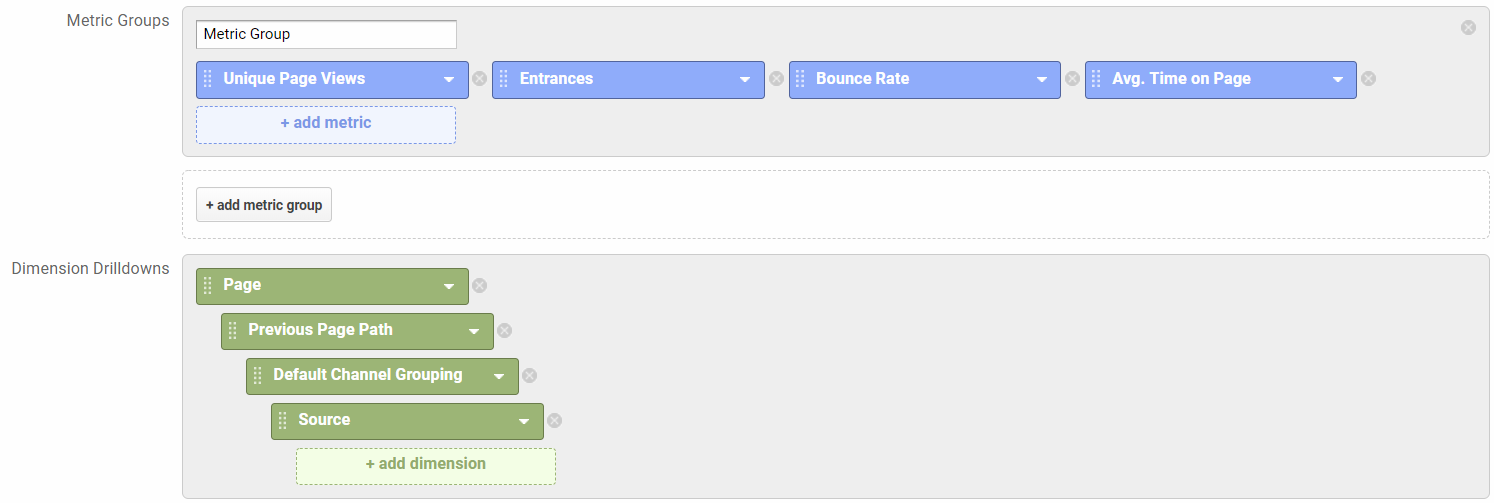 Metric Groups
Metric Group
Unique Page Views
Entrances
Bounce Rate
Avg. Time on Page
+ add metric
+ add metric group
Dimension Drilldowns
Page
Previous Page Path
Default Channel Grouping
Source
+ add dimension